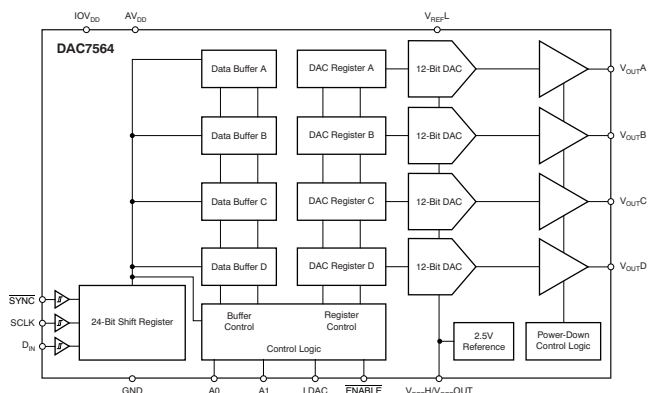 IOVDD AVDD VREFL
DAC7564
Data Buffer A DAC Register A 12-Bit DAC VOUTA
Data Buffer B DAC Register B 12-Bit DAC VOUTB
Data Buffer C DAC Register C 12-Bit DAC VOUTC
Data Buffer D DAC Register D 12-Bit DAC VOUTD
SYNC
SCLK
DIN
24-Bit Shift Register
Buffer
Control
Register
Control
Control Logic
2.5V
Reference
Power-Down
Control Logic
GND A0 A1 LDAC ENABLE VREFH/VREFOUT